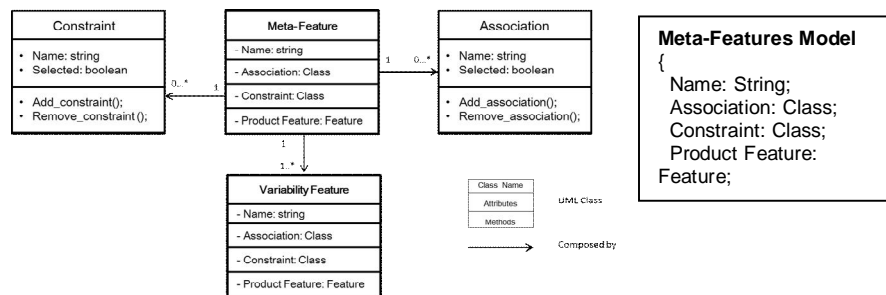 Constraint
• Name: string
• Selected: boolean
• Add_constraint();
• Remove_constraint();
Meta-Feature
- Name: string
- Association: Class
- Constraint: Class
- Product Feature: Feature
Association
• Name: string
• Selected: boolean
• Add_association();
• Remove_association();
0...*
1
1
0...*
1
1..*
Variability Feature
- Name: string
- Association: Class
- Constraint: Class
- Product Feature: Feature
Class Name
Attributes
Methods
UML Class
Composed by
Meta-Features Model
{
Name: String;
Association: Class;
Constraint: Class;
Product Feature:
Feature;